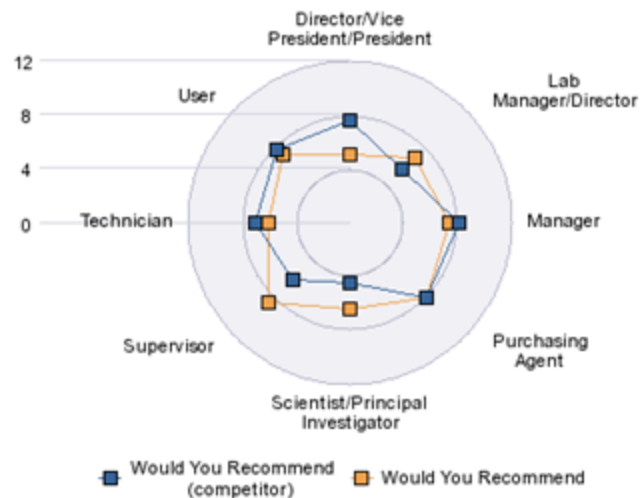 Director/Vice
President/President
12
Lab
Manager/Director
User
8
4
0
Technician
Manager
Supervisor
Purchasing
Agent
Scientist/Principal
Investigator
Would You Recommend
(competitor)
Would You Recommend